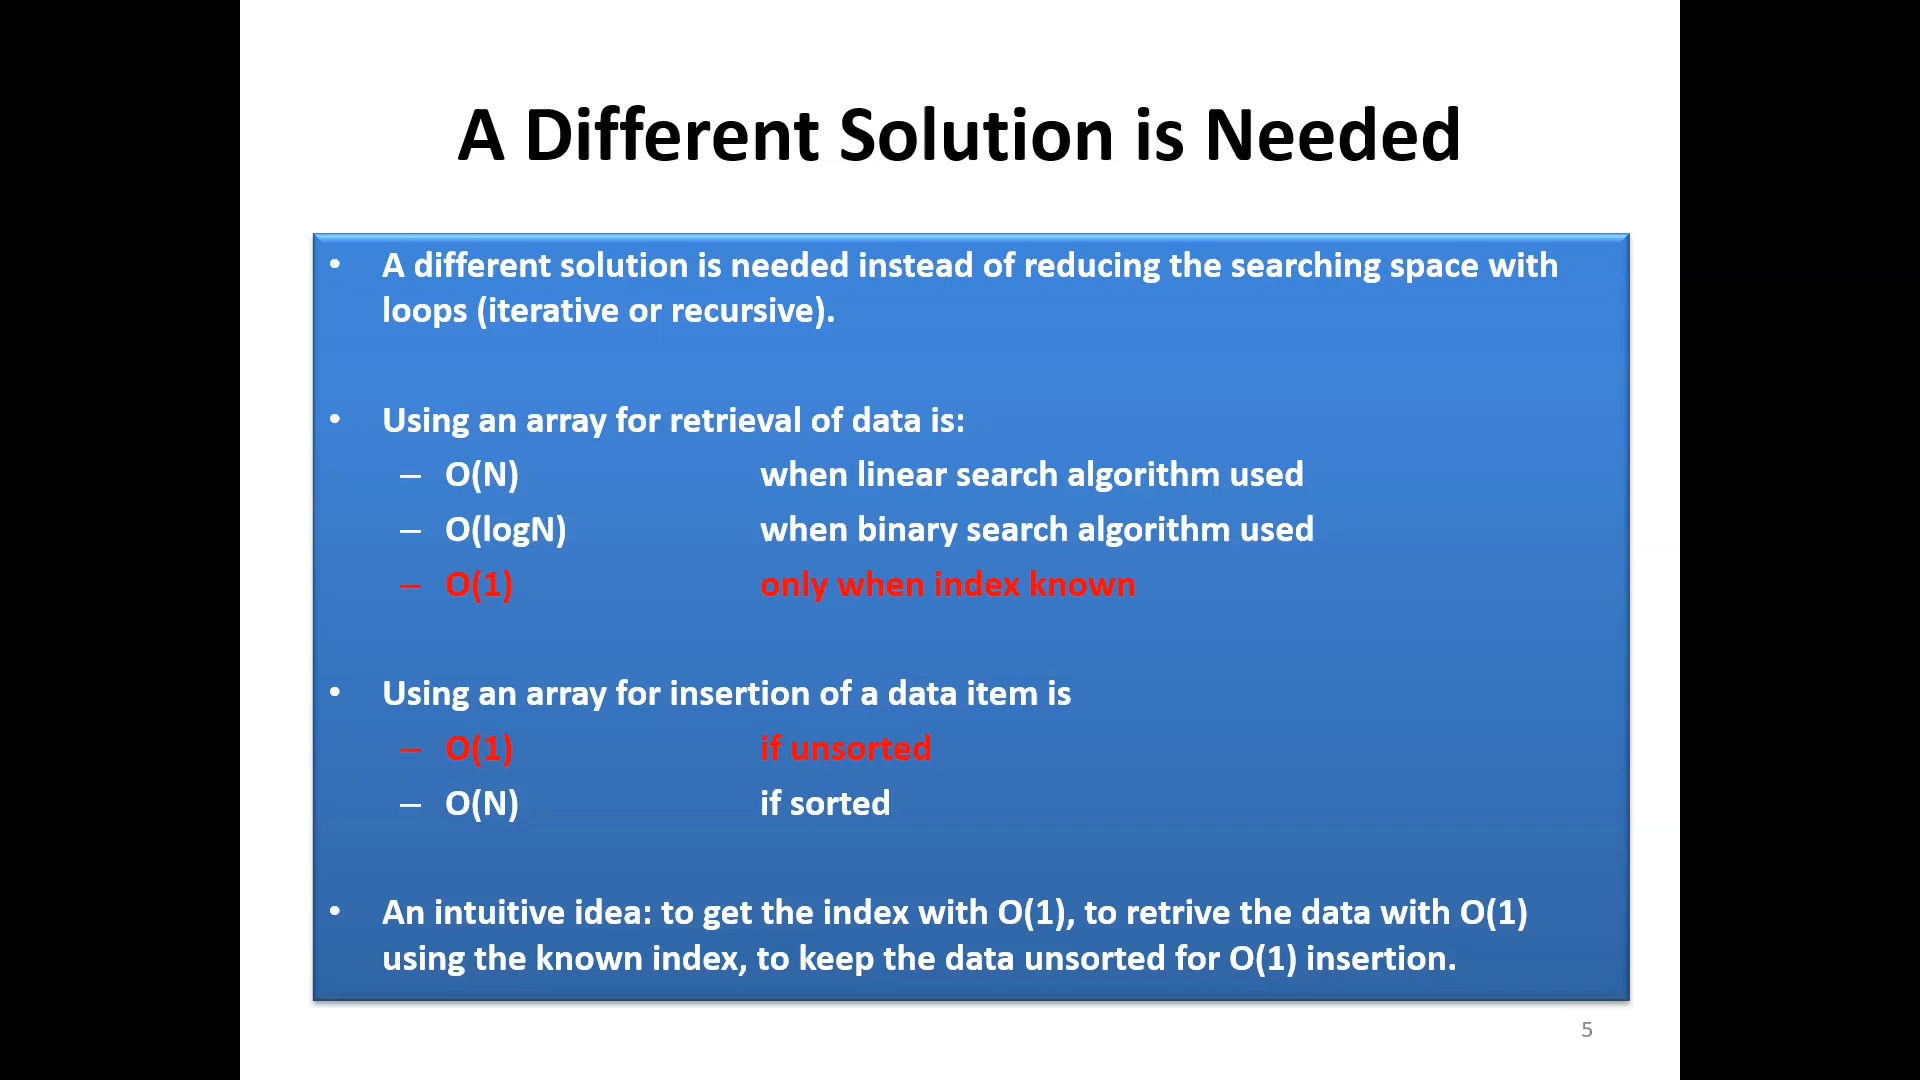 A Different Solution is Needed
• A different solution is needed instead of reducing the searching space with
loops (iterative or recursive).
• Using an array for retrieval of data is:
– O(N) when linear search algorithm used
– O(logN) when binary search algorithm used
– O(1) only when index known
• Using an array for insertion of a data item is
– O(1) if unsorted
– O(N) if sorted
• An intuitive idea: to get the index with O(1), to retrive the data with O(1)
using the known index, to keep the data unsorted for O(1) insertion.
5